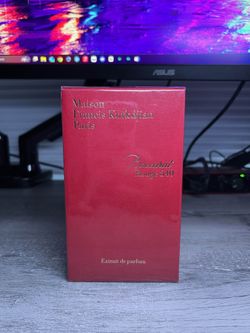 ASUS
Maison
Francis Kurkdjian
Paris
Baccarat
Rouge 540
Extrait de parfum